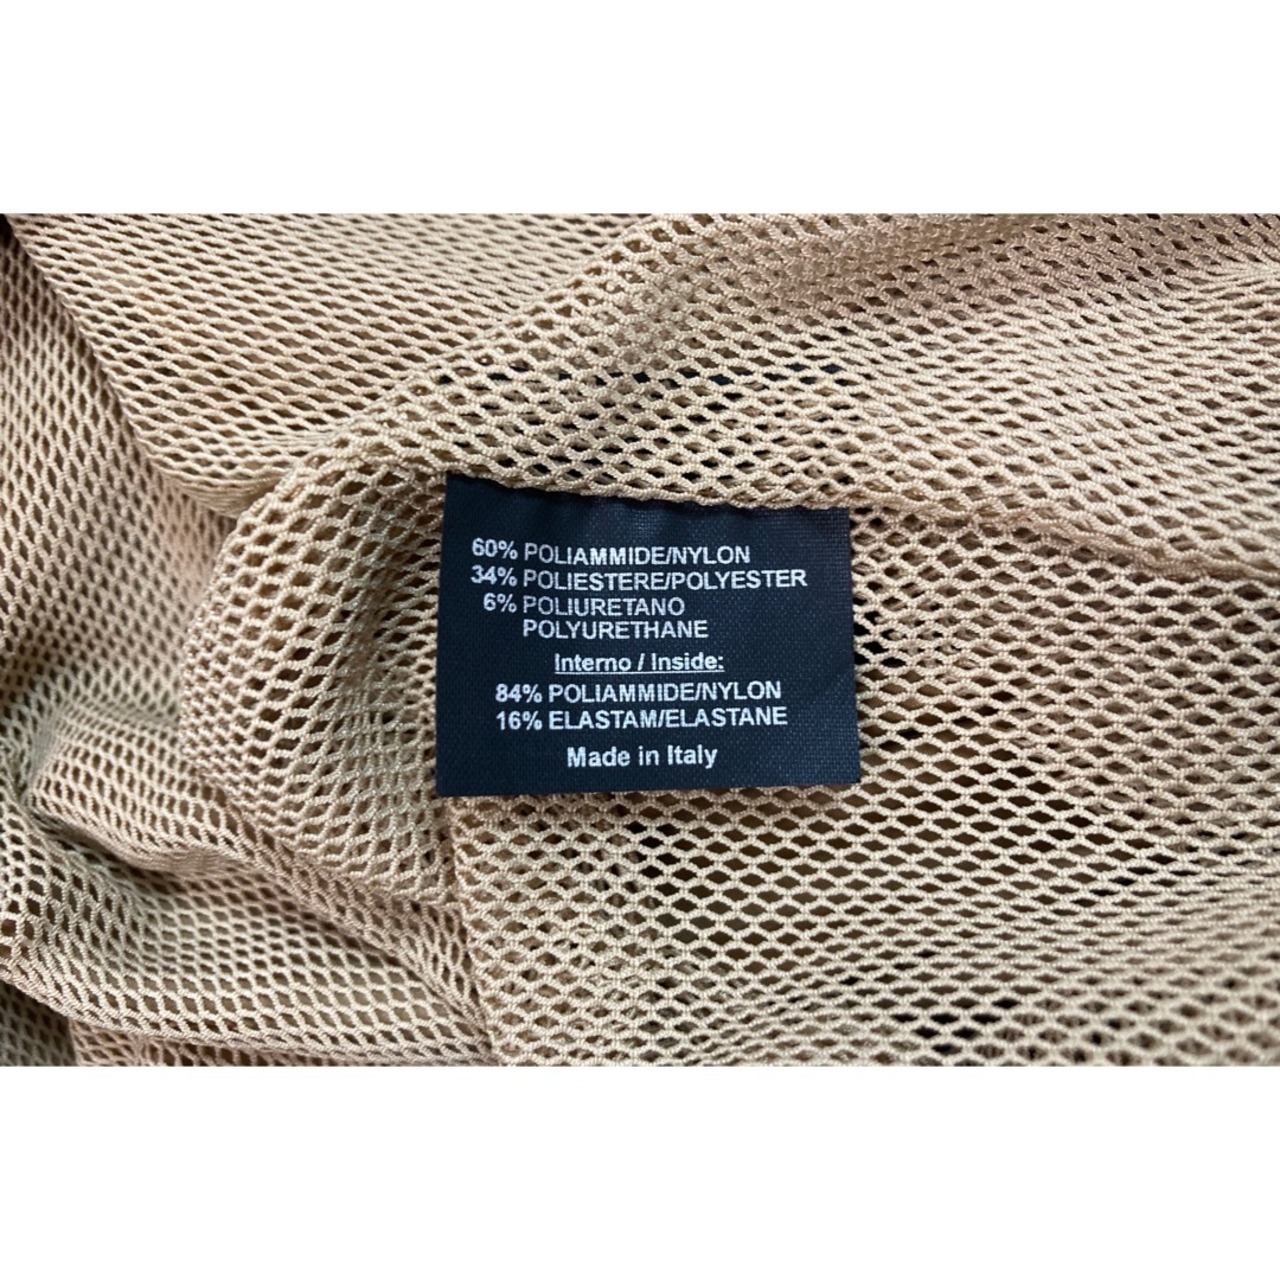 60% POLIAMMIDE/NYLON
34% POLIESTERE/POLYESTER
6% POLIURETANO
POLYURETHANE
Interno / Inside:
84% POLIAMMIDE/NYLON
16% ELASTAM/ELASTANE
Made in Italy